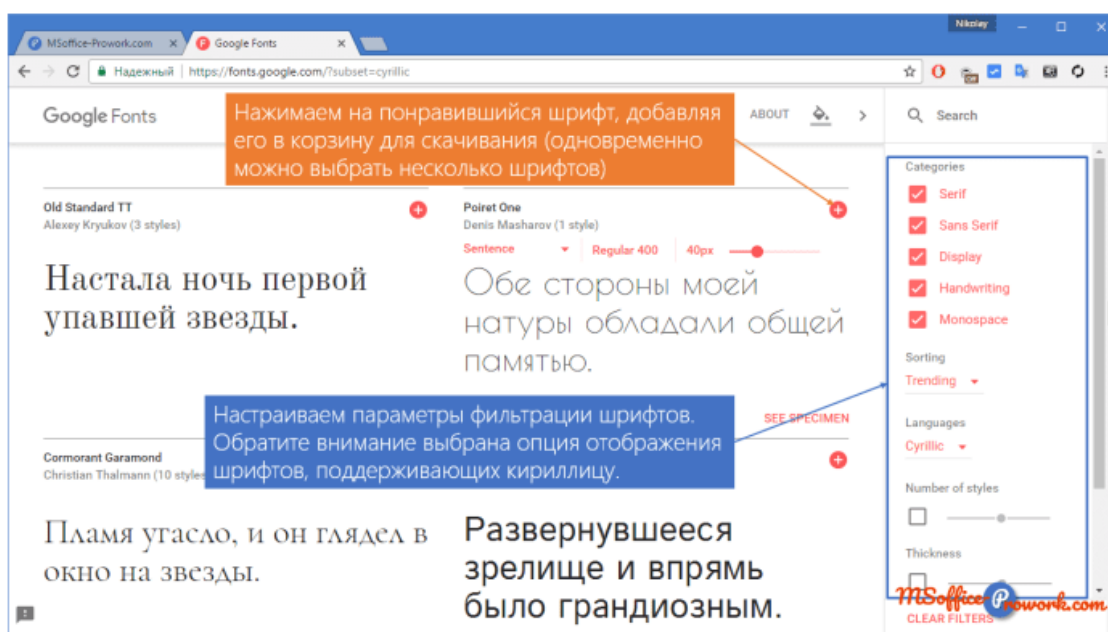 Nikolay
MSoffice-Prowork.com
Google Fonts
Надежный
https://fonts.google.com/?subset=cyrillic
Google Fonts
Нажимаем на понравившийся шрифт, добавляя
его в корзину для скачивания (одновременно
можно выбрать несколько шрифтов)
ABOUT
Search
Old Standard TT
Alexey Kryukov (3 styles)
Настала ночь первой
упавшей звезды.
Poiret One
Denis Masharov (1 style)
Sentence
Regular 400
40px
Обе стороны моей
натуры обладали общей
памятью.
SEE SPECIMEN
Настраиваем параметры фильтрации шрифтов.
Обратите внимание выбрана опция отображения
шрифтов, поддерживающих кириллицу.
Cormorant Garamond
Christian Thalmann (10 styles
Пламя угасло, и он глядел в
окно на звезды.
Развернувшееся
зрелище и впрямь
было грандиозным.
Categories
Serif
Sans Serif
Display
Handwriting
Monospace
Sorting
Trending
Languages
Cyrillic
Number of styles
Thickness
CLEAR FILTERS
MSoffice-Prowork.com